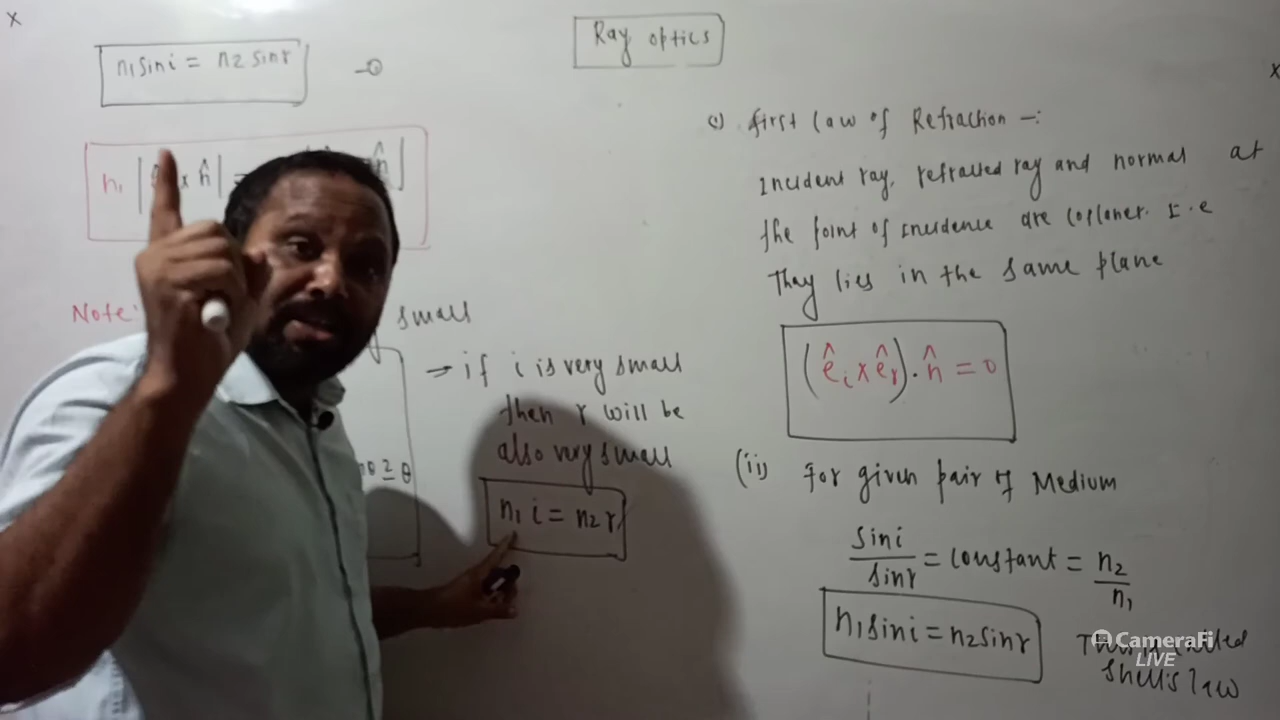 x
Ray optics
x
n₁sini = n₂ sinr
n₁ | x n̂ | = n̂ |
Note:
small
→ if i is very small
then r will be
also very small
θ ≃ θ
n₁ i = n₂ r
(i) first law of Refraction -:
Incident ray, refracted ray and normal at
the point of incidence are coplaner. I.e
They lies in the same plane
(êᵢ x êᵣ) . n̂ = 0
(ii) For given pair of Medium
sini/sinr = constant = n₂/n₁
n₁sini = n₂sinr
called
shell's law
CameraFi
LIVE